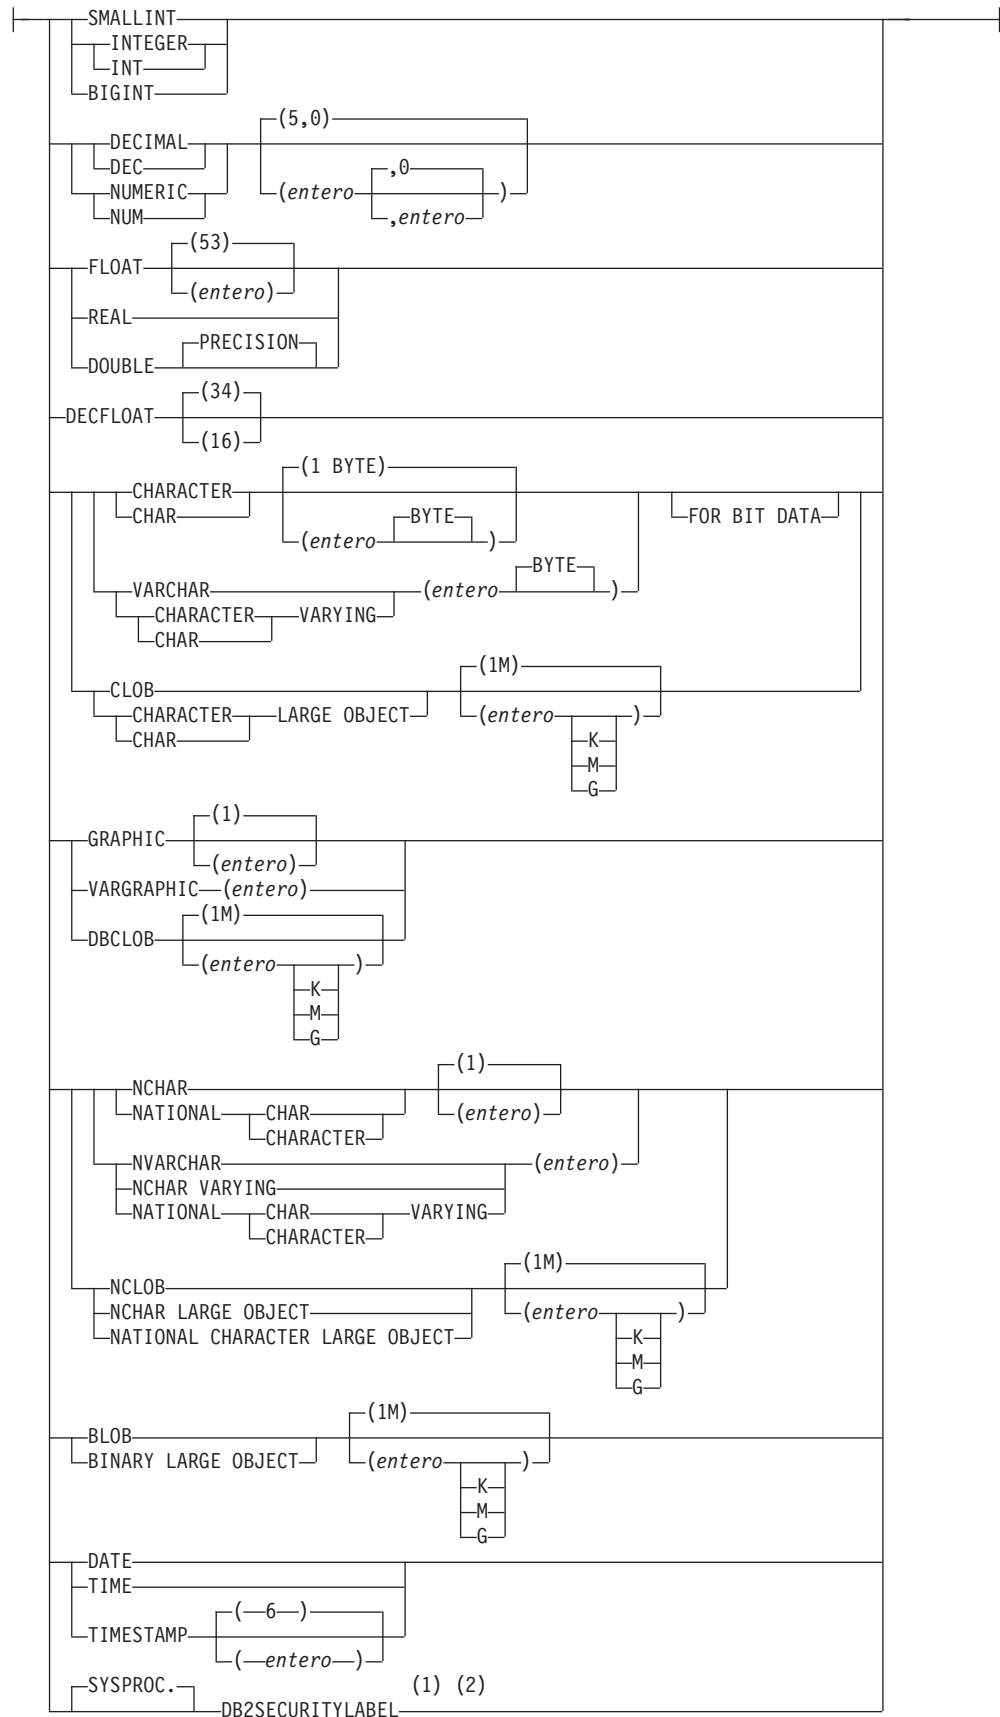 SMALLINT
INTEGER
INT
BIGINT
(5,0)
DECIMAL
DEC
,0
NUMERIC (entero )
NUM ,entero
(53)
FLOAT
(entero)
REAL
PRECISION
DOUBLE
(34)
DECFLOAT
(16)
(1 BYTE)
CHARACTER
CHAR BYTE FOR BIT DATA
(entero )
BYTE
VARCHAR (entero )
CHARACTER VARYING
CHAR
(1M)
CLOB
CHARACTER LARGE OBJECT (entero )
CHAR K
M
G
(1)
GRAPHIC
(entero)
VARGRAPHIC (entero)
(1M)
DBCLOB
(entero )
K
M
G
(1)
NCHAR
NATIONAL CHAR (entero)
CHARACTER
NVARCHAR (entero)
NCHAR VARYING
NATIONAL CHAR VARYING
CHARACTER
(1M)
NCLOB
NCHAR LARGE OBJECT (entero )
NATIONAL CHARACTER LARGE OBJECT K
M
G
(1M)
BLOB
BINARY LARGE OBJECT (entero )
K
M
G
DATE
TIME
( 6 )
TIMESTAMP
( entero )
SYSPROC. (1) (2)
DB2SECURITYLABEL